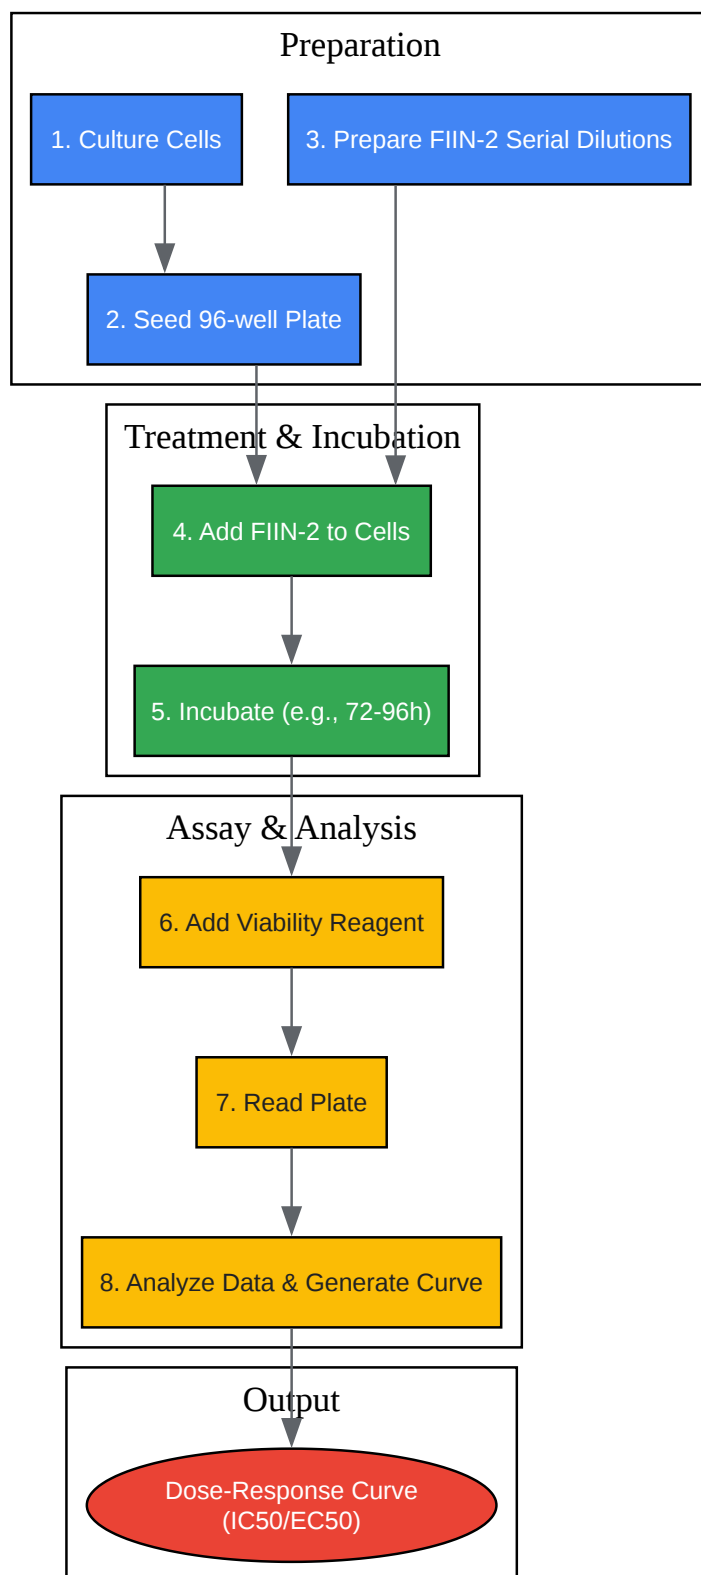 Preparation
1. Culture Cells
3. Prepare FIIN-2 Serial Dilutions
2. Seed 96-well Plate
Treatment & Incubation
4. Add FIIN-2 to Cells
5. Incubate (e.g., 72-96h)
Assay & Analysis
6. Add Viability Reagent
7. Read Plate
8. Analyze Data & Generate Curve
Output
Dose-Response Curve
(IC50/EC50)